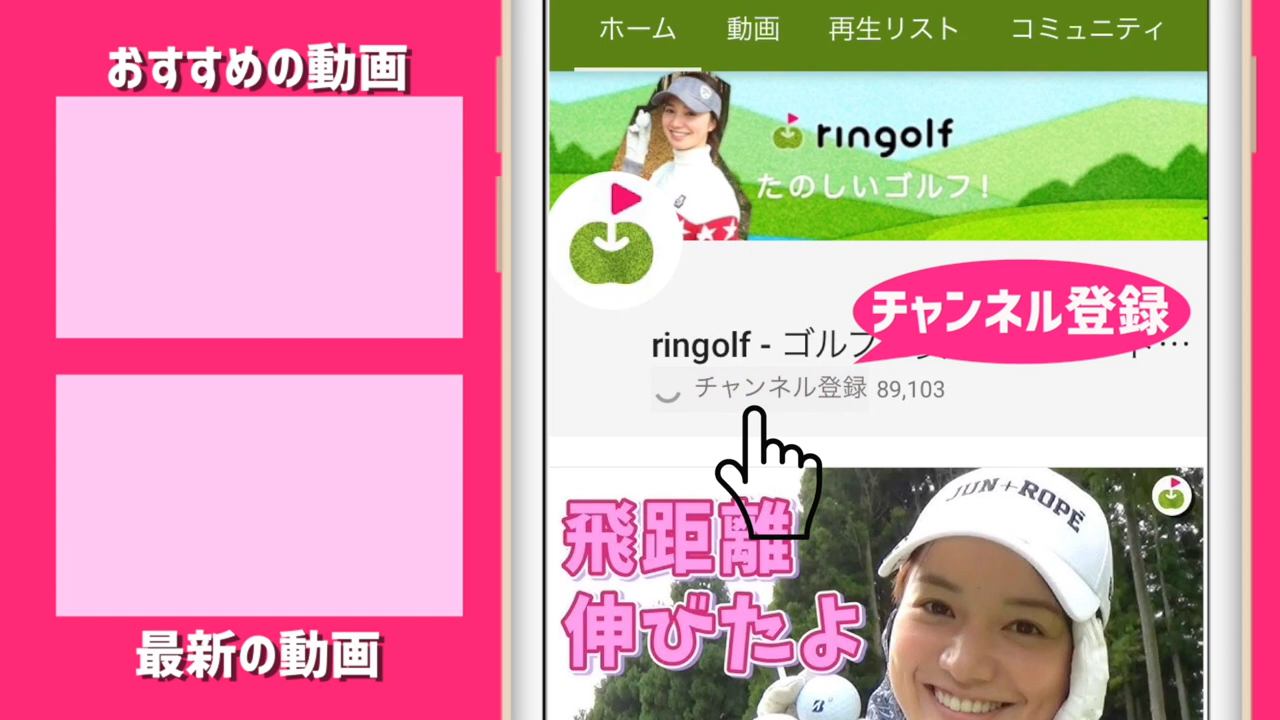 おすすめの動画
最新の動画
ホーム 動画 再生リスト コミュニティ
ringolf
たのしいゴルフ!
チャンネル登録
ringolf - ゴルフ
チャンネル登録 89,103
飛距離
伸びたよ
JUN+ROPÉ
B